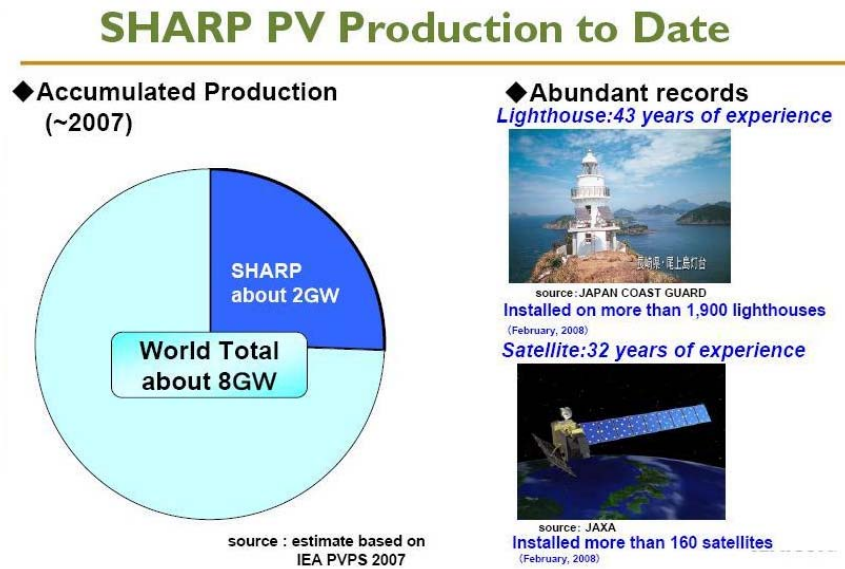 SHARP PV Production to Date
◆Accumulated Production
(~2007)
SHARP
about 2GW
World Total
about 8GW
source : estimate based on
IEA PVPS 2007
◆Abundant records
Lighthouse:43 years of experience
長崎県・尾上島灯台
source:JAPAN COAST GUARD
Installed on more than 1,900 lighthouses
(February, 2008)
Satellite:32 years of experience
source: JAXA
Installed more than 160 satellites
(February, 2008)